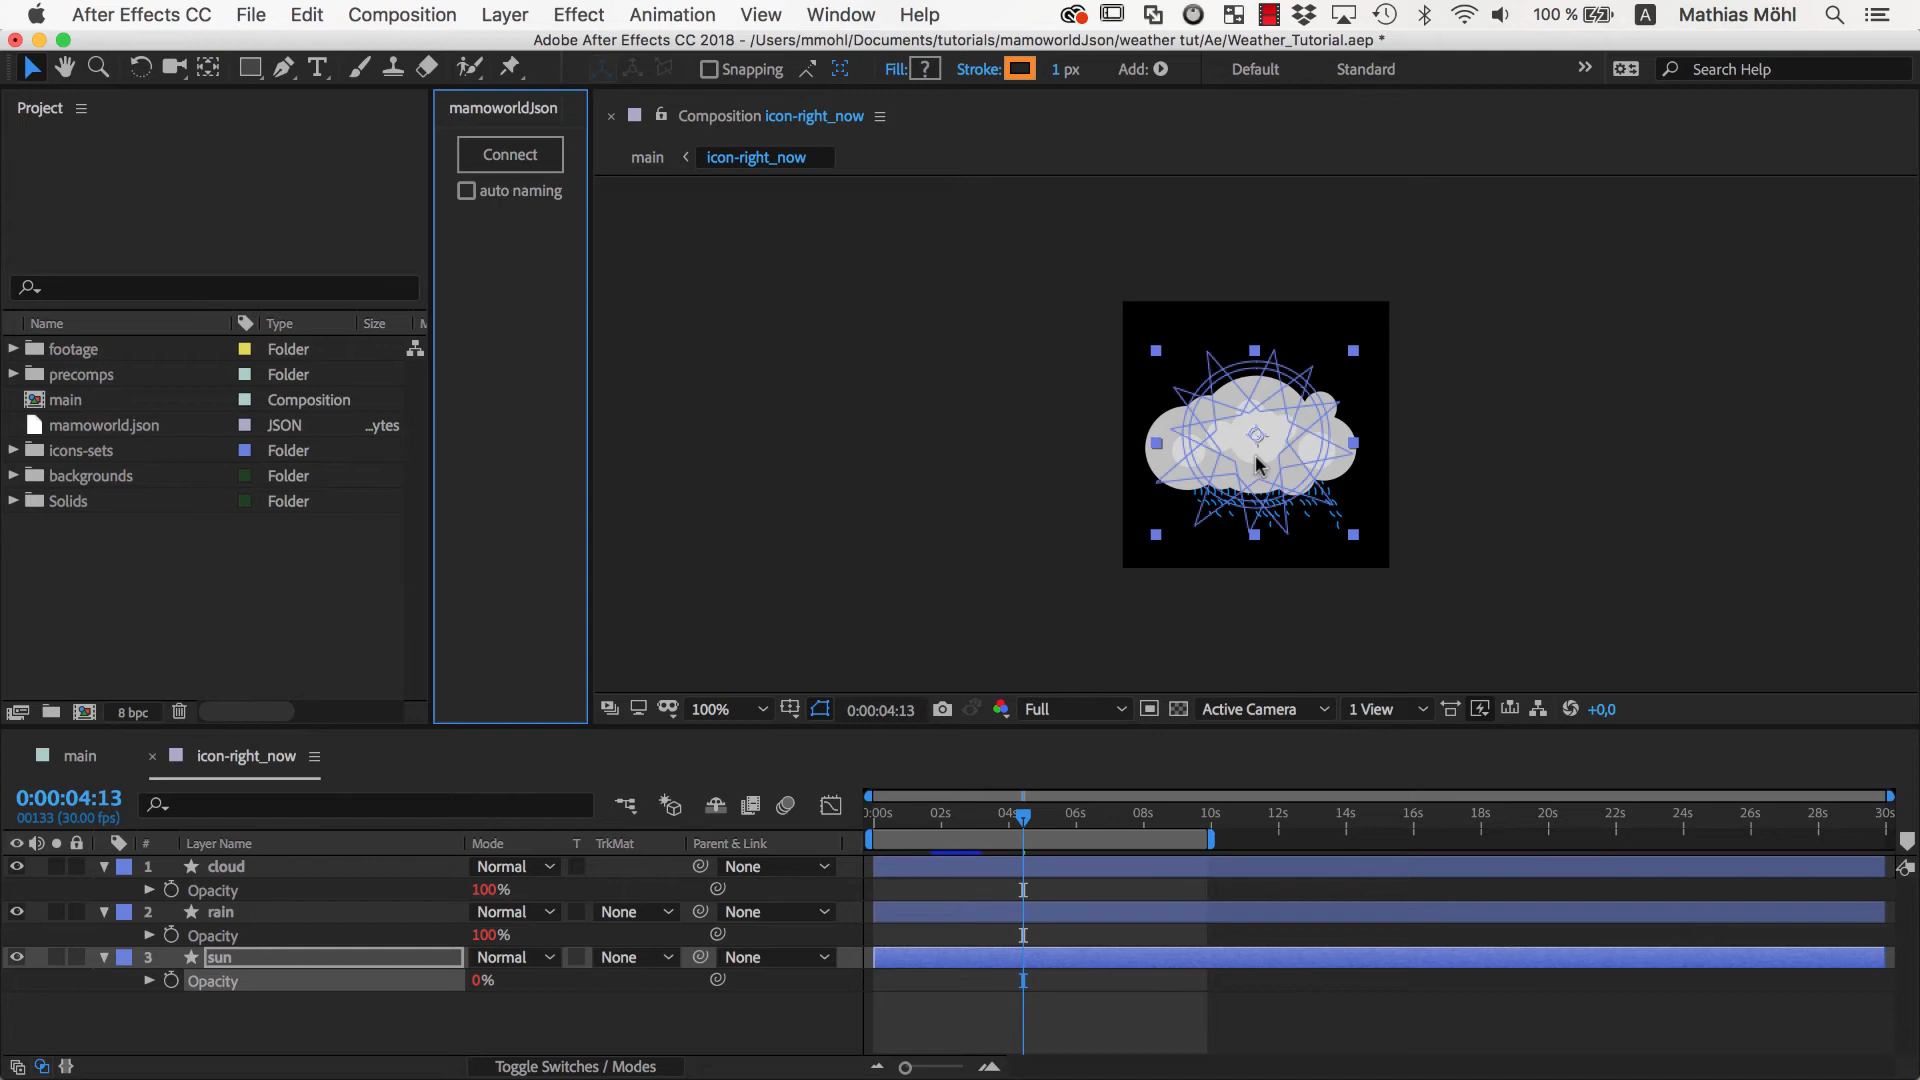 After Effects CC File Edit Composition Layer Effect Animation View Window Help 100 % A Mathias Möhl
Adobe After Effects CC 2018 - /Users/mmohl/Documents/tutorials/mamoworldJson/weather tut/Ae/Weather_Tutorial.aep *
Snapping Fill: ? Stroke: 1 px Add: Default Standard Search Help
Project
mamoworldJson
Composition icon-right_now
Connect
main icon-right_now
auto naming
Name Type Size
footage Folder
precomps Folder
main Composition
mamoworld.json JSON ...ytes
icons-sets Folder
backgrounds Folder
Solids Folder
8 bpc
100% 0:00:04:13 Full Active Camera 1 View +0,0
main icon-right_now
0:00:04:13
00133 (30.00 fps)
0:00s 02s 04s 06s 08s 10s 12s 14s 16s 18s 20s 22s 24s 26s 28s 30s
# Layer Name Mode T TrkMat Parent & Link
1 cloud Normal None
Opacity 100%
2 rain Normal None None
Opacity 100%
3 sun Normal None None
Opacity 0%
Toggle Switches / Modes